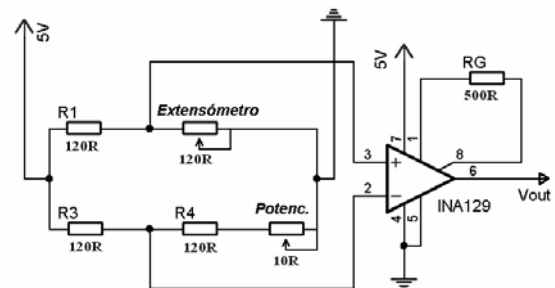 5V
5V
RG
500R
R1
Extensómetro
120R
120R
7
1
3
+
8
6
2
−
Vout
4
5
INA129
R3
R4
Potenc.
120R
120R
10R